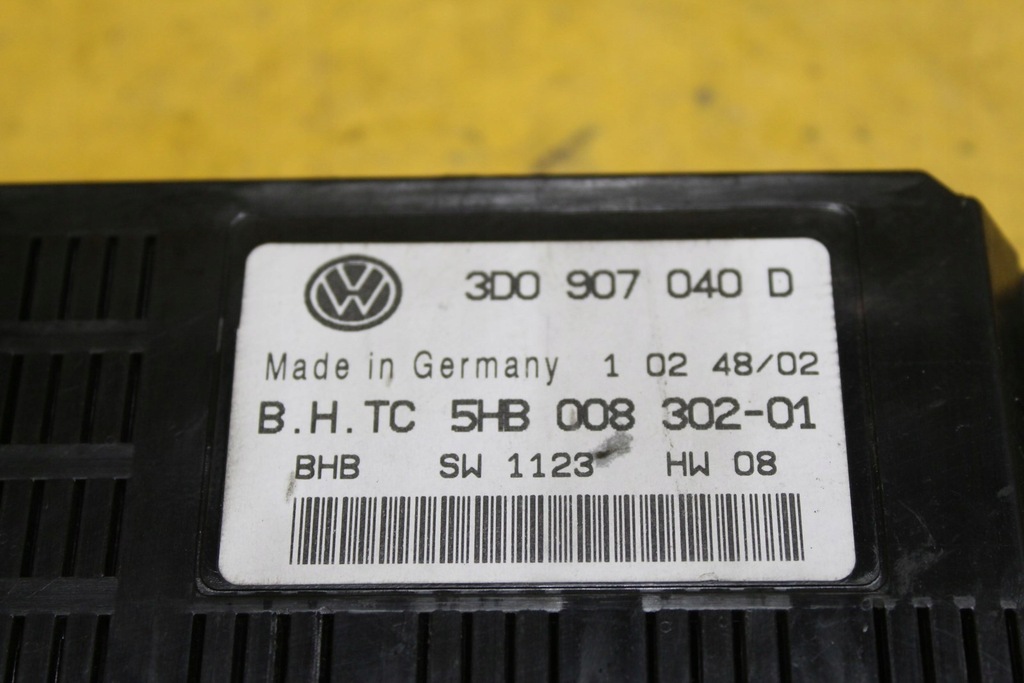 3D0 907 040 D
Made in Germany 1 02 48/02
B.H.TC 5HB 008 302-01
BHB SW 1123 HW 08